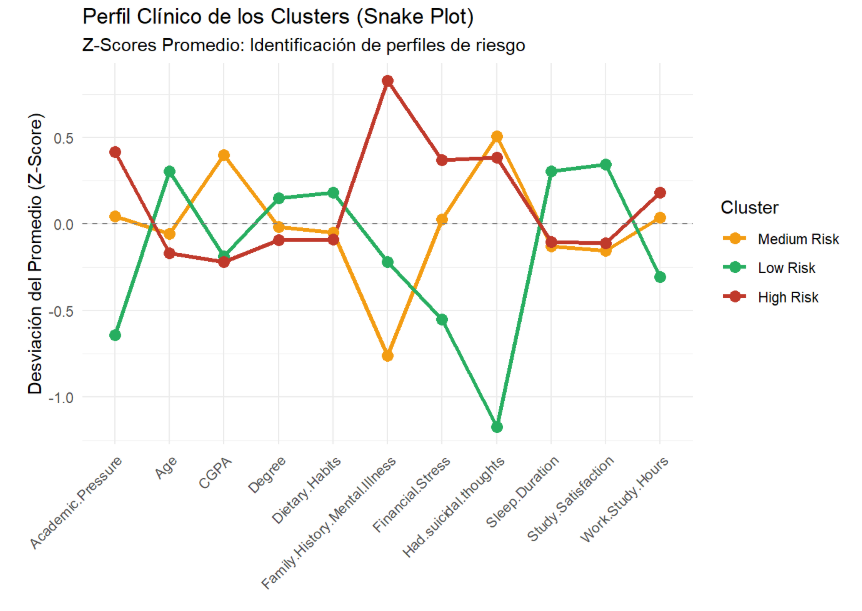 Perfil Clínico de los Clusters (Snake Plot)
Z-Scores Promedio: Identificación de perfiles de riesgo
Desviación del Promedio (Z-Score)
0.5
0.0
-0.5
-1.0
Academic.Pressure
Age
CGPA
Degree
Dietary.Habits
Family.History.Mental.Illness
Financial.Stress
Had.suicidal.thoughts
Sleep.Duration
Study.Satisfaction
Work.Study.Hours
Cluster
Medium Risk
Low Risk
High Risk